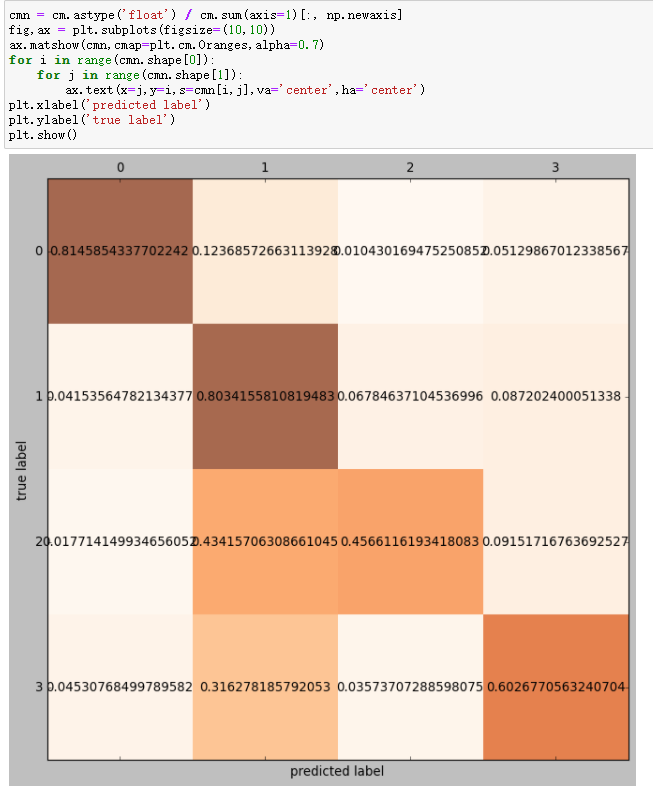 cmn = cm.astype('float') / cm.sum(axis=1)[:, np.newaxis]
fig,ax = plt.subplots(figsize=(10,10))
ax.matshow(cmn,cmap=plt.cm.Oranges,alpha=0.7)
for i in range(cmn.shape[0]):
    for j in range(cmn.shape[1]):
        ax.text(x=j,y=i,s=cmn[i,j],va='center',ha='center')
plt.xlabel('predicted label')
plt.ylabel('true label')
plt.show()
0 1 2 3
0 0.8145854337702242 0.12368572663113928 0.010430169475250852 0.05129867012338567
1 0.04153564782134377 0.8034155810819483 0.06784637104536996 0.087202400051338
2 0.017714149934656052 0.43415706308661045 0.4566116193418083 0.09151716763692527
3 0.04530768499789582 0.316278185792053 0.03573707288598075 0.6026770563240704
true label
predicted label